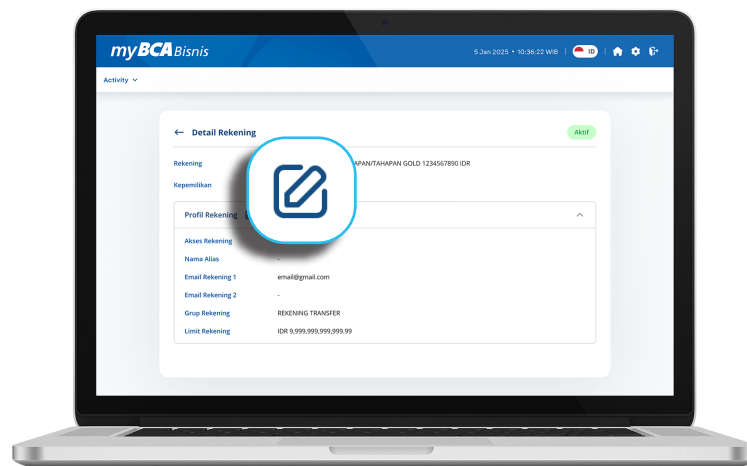 myBCA Bisnis
5 Jan 2025 • 10:36:22 WIB | ID
Activity
← Detail Rekening
Aktif
Rekening APAN/TAHAPAN GOLD 1234567890 IDR
Kepemilikan
Profil Rekening
Akses Rekening
Nama Alias -
Email Rekening 1 email@gmail.com
Email Rekening 2 -
Grup Rekening REKENING TRANSFER
Limit Rekening IDR 9,999,999,999,999.99